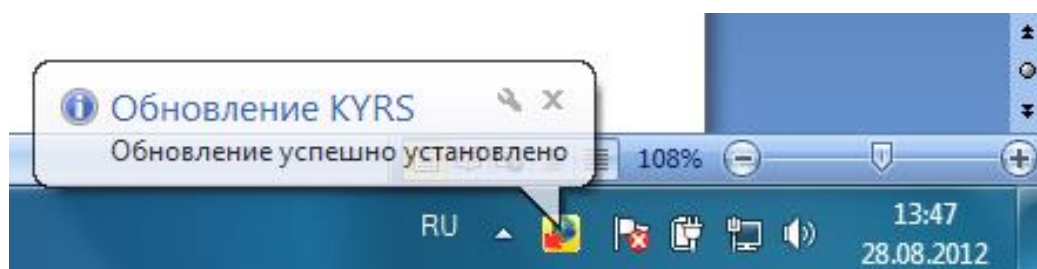 Обновление KYRS
Обновление успешно установлено
108%
RU
13:47
28.08.2012